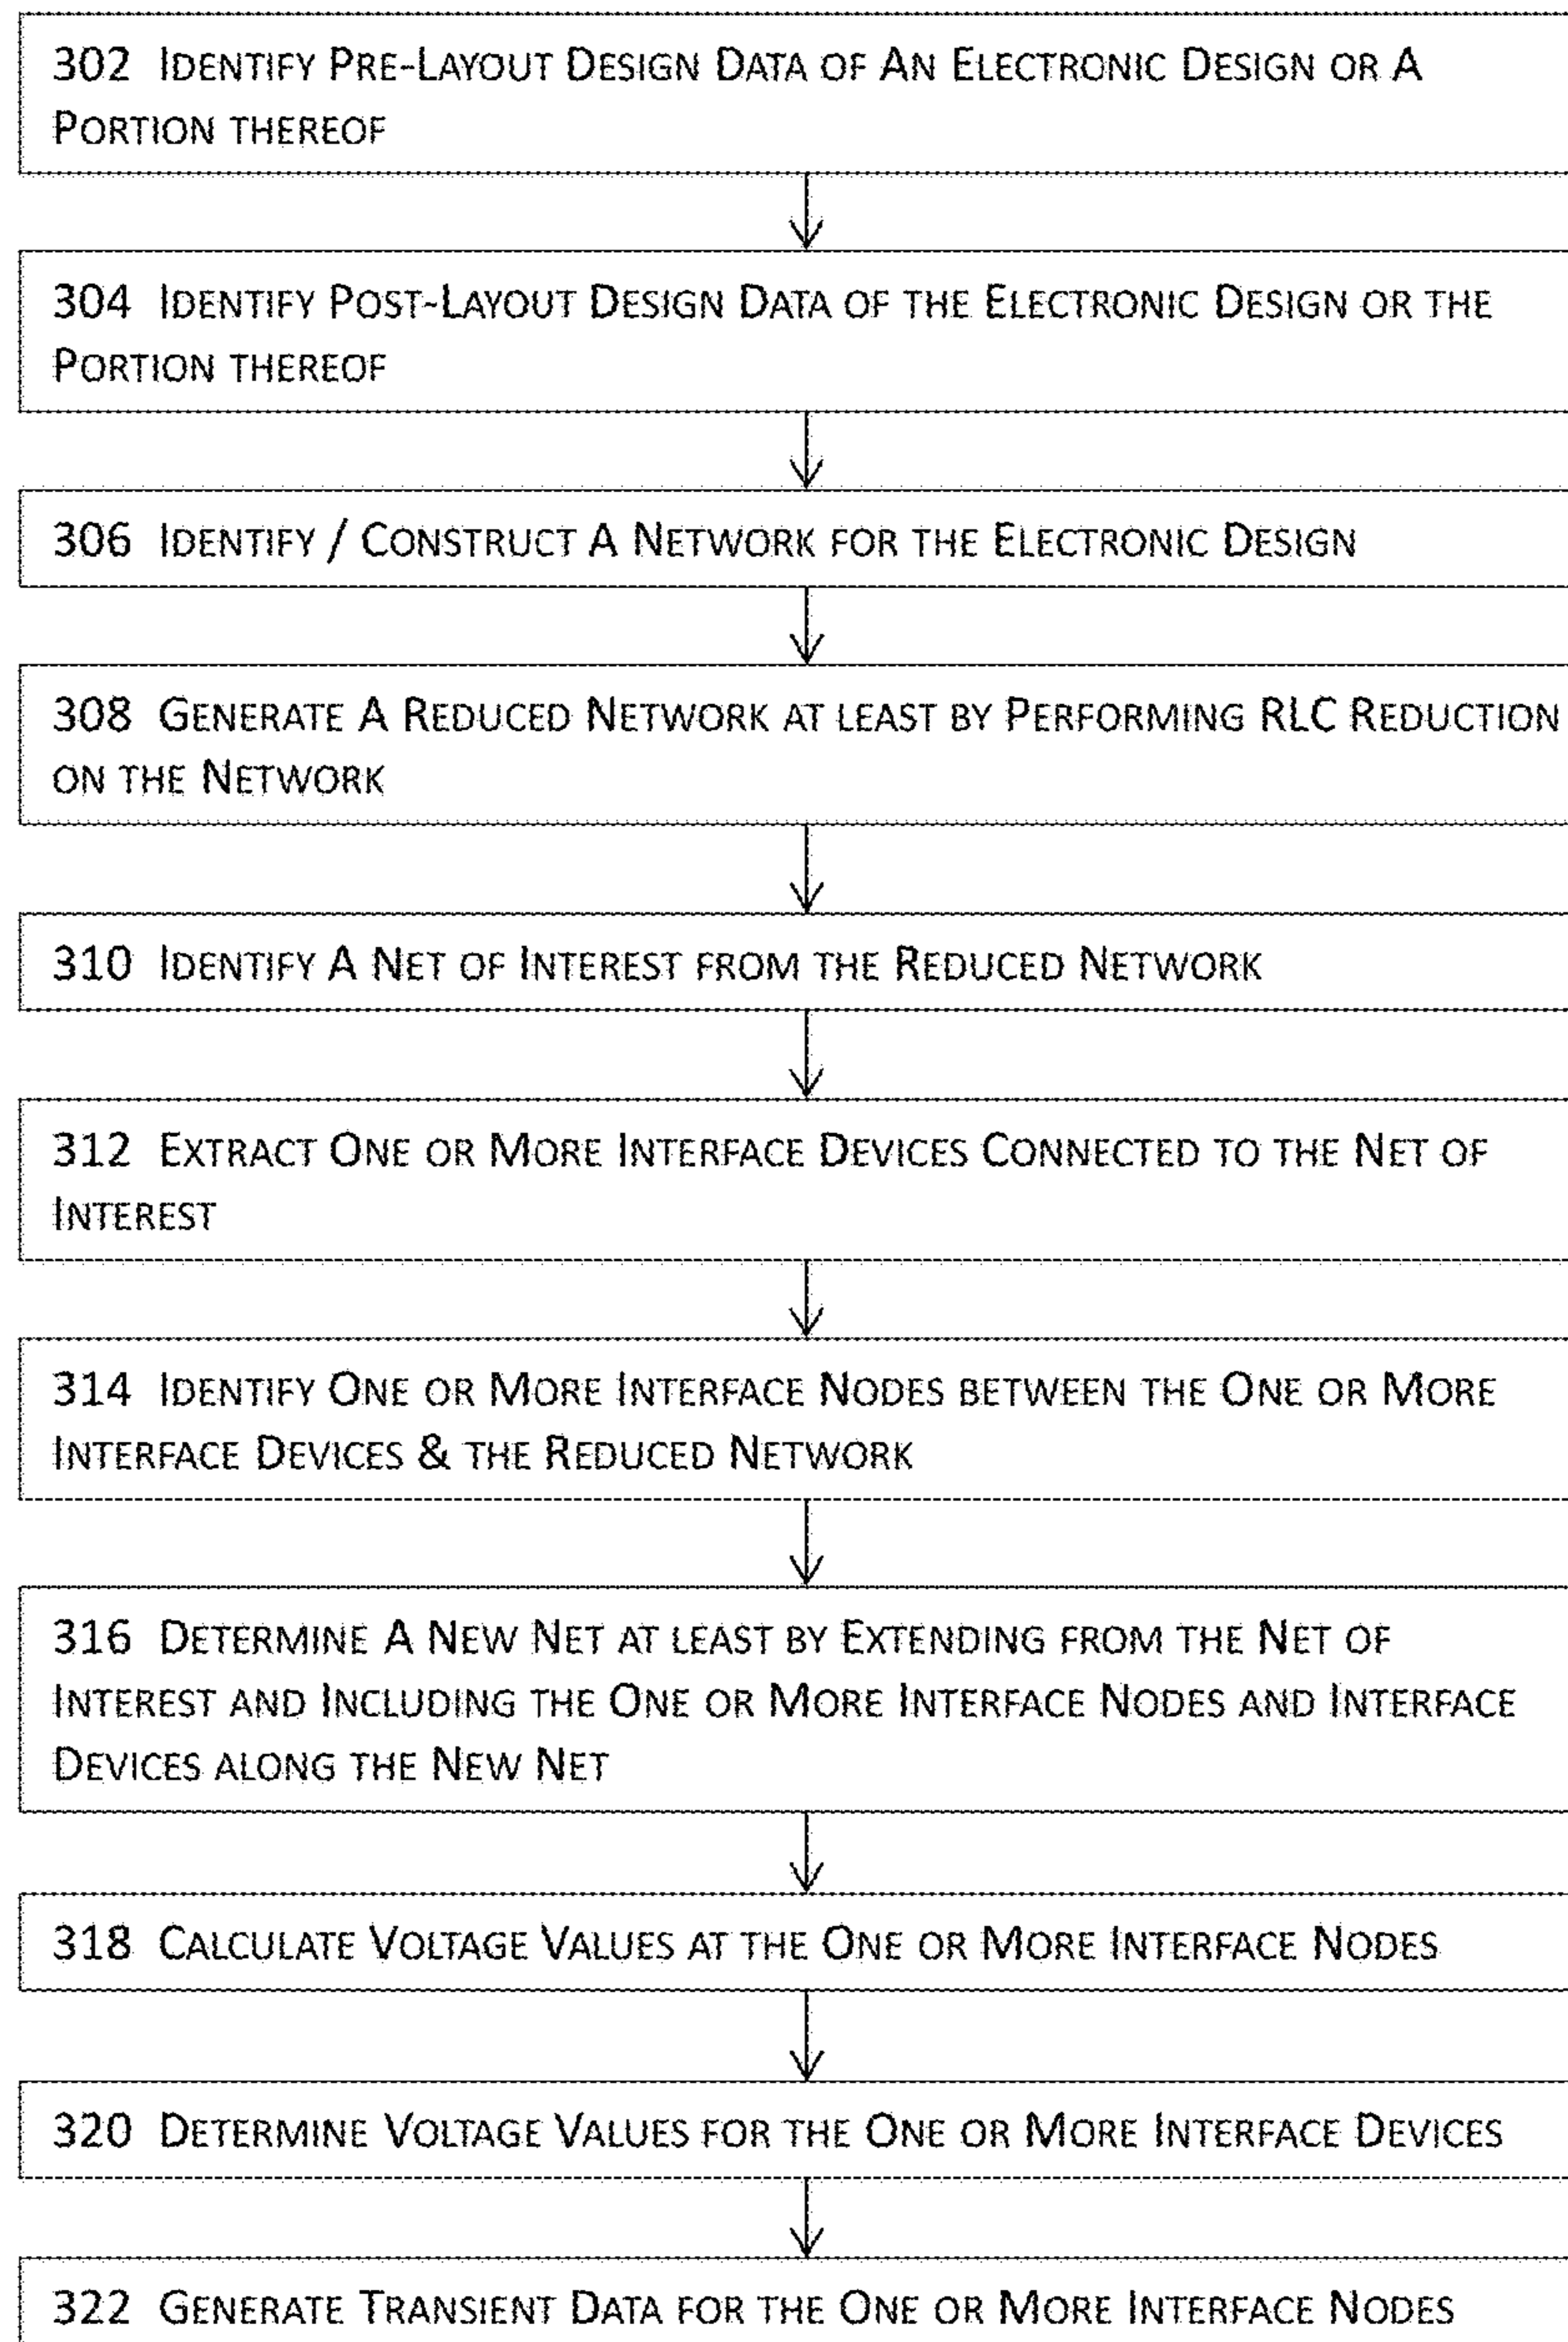 302 Identify Pre-Layout Design Data of An Electronic Design or A
Portion thereof
304 Identify Post-Layout Design Data of the Electronic Design or the
Portion thereof
306 Identify / Construct A Network for the Electronic Design
308 Generate A Reduced Network at least by Performing RLC Reduction
on the Network
310 Identify A Net of Interest from the Reduced Network
312 Extract One or More Interface Devices Connected to the Net of
Interest
314 Identify One or More Interface Nodes between the One or More
Interface Devices & the Reduced Network
316 Determine A New Net at least by Extending from the Net of
Interest and Including the One or More Interface Nodes and Interface
Devices along the New Net
318 Calculate Voltage Values at the One or More Interface Nodes
320 Determine Voltage Values for the One or More Interface Devices
322 Generate Transient Data for the One or More Interface Nodes